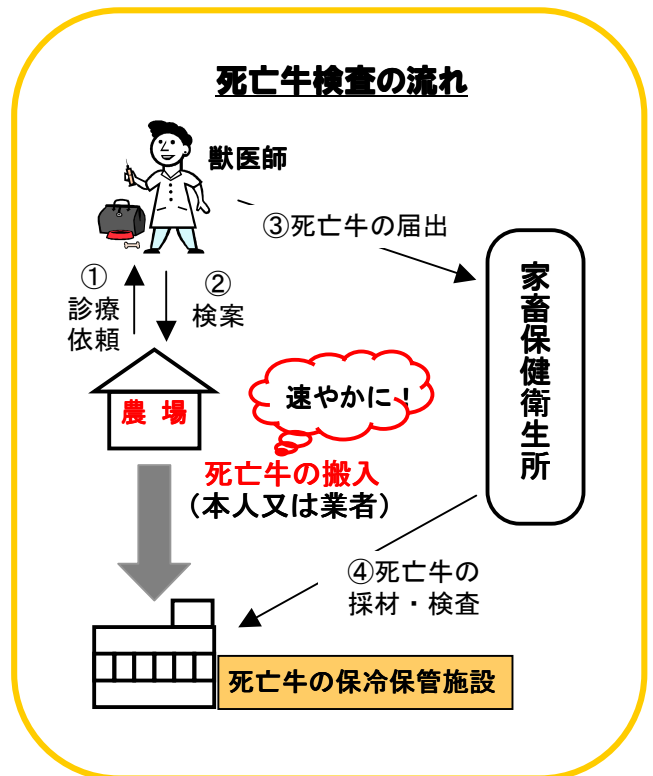 死亡牛検査の流れ
獣医師
③死亡牛の届出
①
診療
依頼
②
検案
家畜保健衛生所
農 場
速やかに！
死亡牛の搬入
（本人又は業者）
④死亡牛の
採材・検査
死亡牛の保冷保管施設